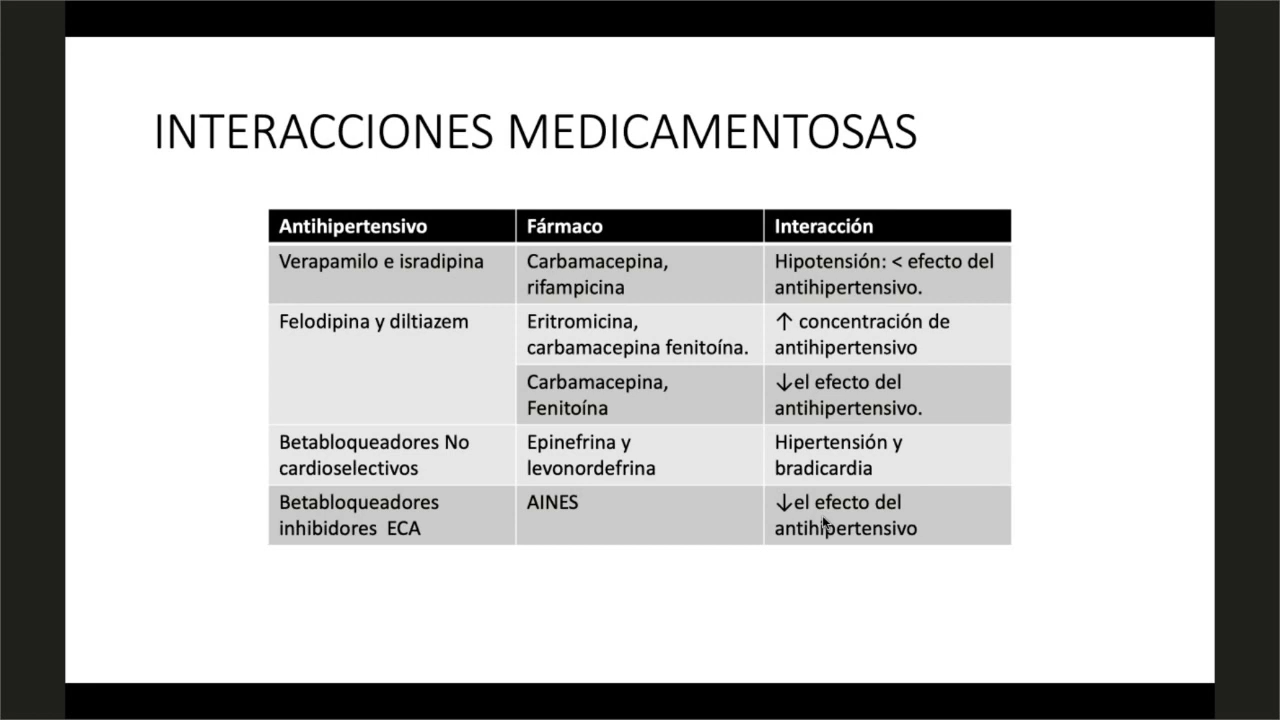 INTERACCIONES MEDICAMENTOSAS
Antihipertensivo Fármaco Interacción
Verapamilo e isradipina
Carbamacepina,
rifampicina
Hipotensión: < efecto del
antihipertensivo.
Felodipina y diltiazem
Eritromicina,
carbamacepina fenitoína.
↑ concentración de
antihipertensivo
Carbamacepina,
Fenitoína
↓el efecto del
antihipertensivo.
Betabloqueadores No
cardioselectivos
Epinefrina y
levonordefrina
Hipertensión y
bradicardia
Betabloqueadores
inhibidores ECA
AINES
↓el efecto del
antihipertensivo